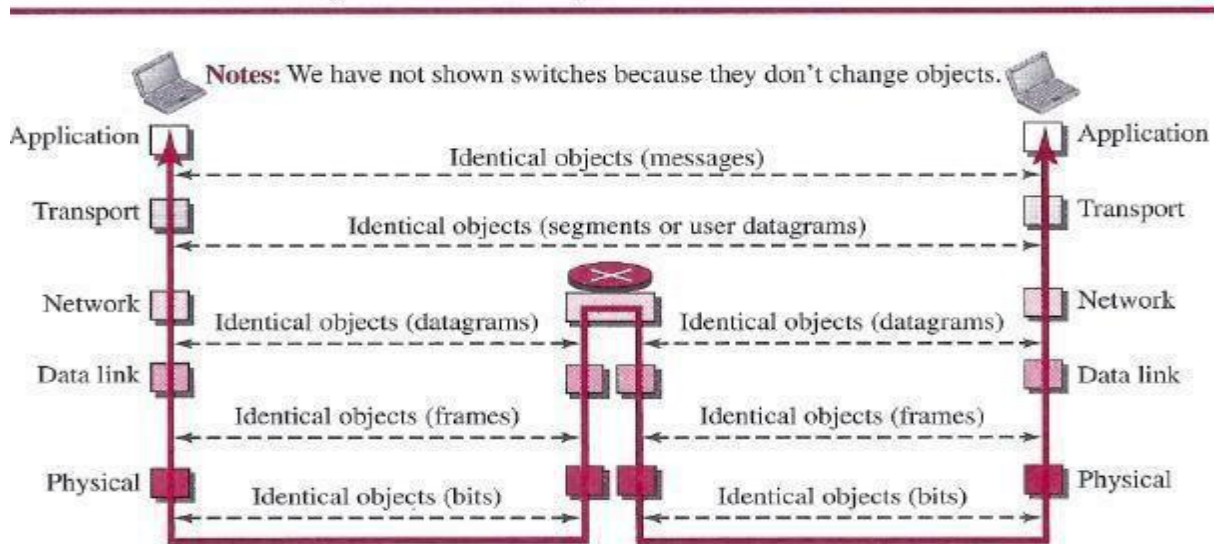 Notes: We have not shown switches because they don't change objects.
Application
Application
Identical objects (messages)
Transport
Transport
Identical objects (segments or user datagrams)
Network
Network
Identical objects (datagrams)
Identical objects (datagrams)
Data link
Data link
Identical objects (frames)
Identical objects (frames)
Physical
Physical
Identical objects (bits)
Identical objects (bits)